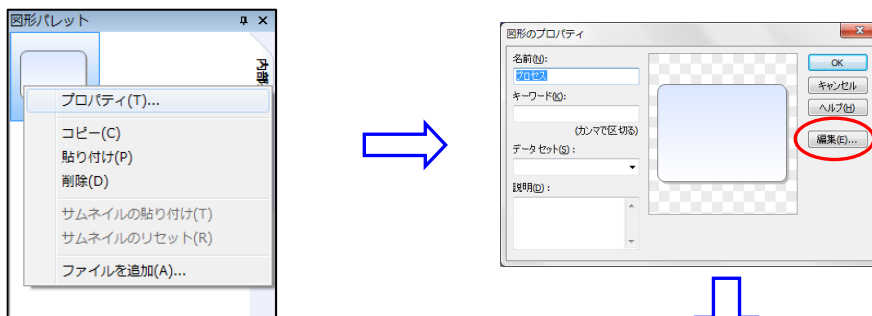 図形パレット
内部
プロパティ(T)...
コピー(C)
貼り付け(P)
削除(D)
サムネイルの貼り付け(T)
サムネイルのリセット(R)
ファイルを追加(A)...
図形のプロパティ
名前(N):
プロセス
キーワード(K):
(カンマで区切る)
データセット(S):
説明(D):
OK
キャンセル
ヘルプ(H)
編集(E)...